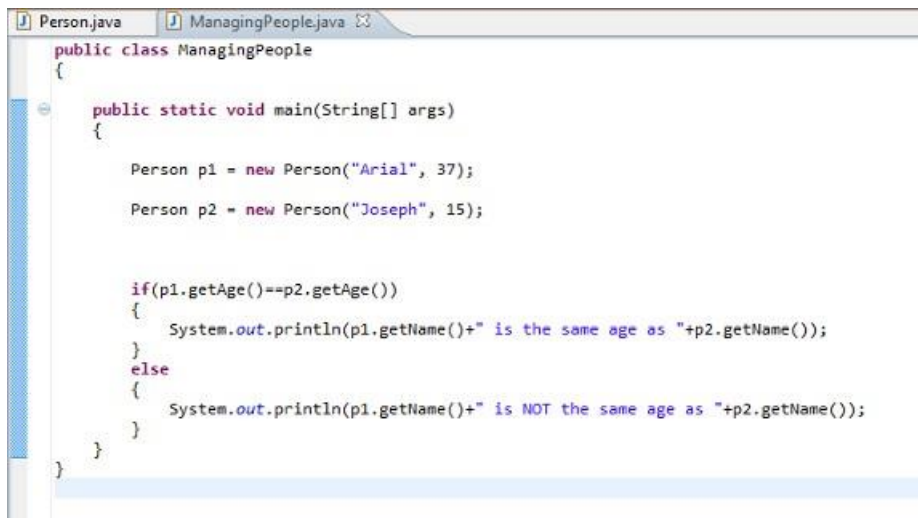 Person.java ManagingPeople.java
public class ManagingPeople
{
public static void main(String[] args)
{
Person p1 = new Person("Arial", 37);
Person p2 = new Person("Joseph", 15);
if(p1.getAge()==p2.getAge())
{
System.out.println(p1.getName()+" is the same age as "+p2.getName());
}
else
{
System.out.println(p1.getName()+" is NOT the same age as "+p2.getName());
}
}
}